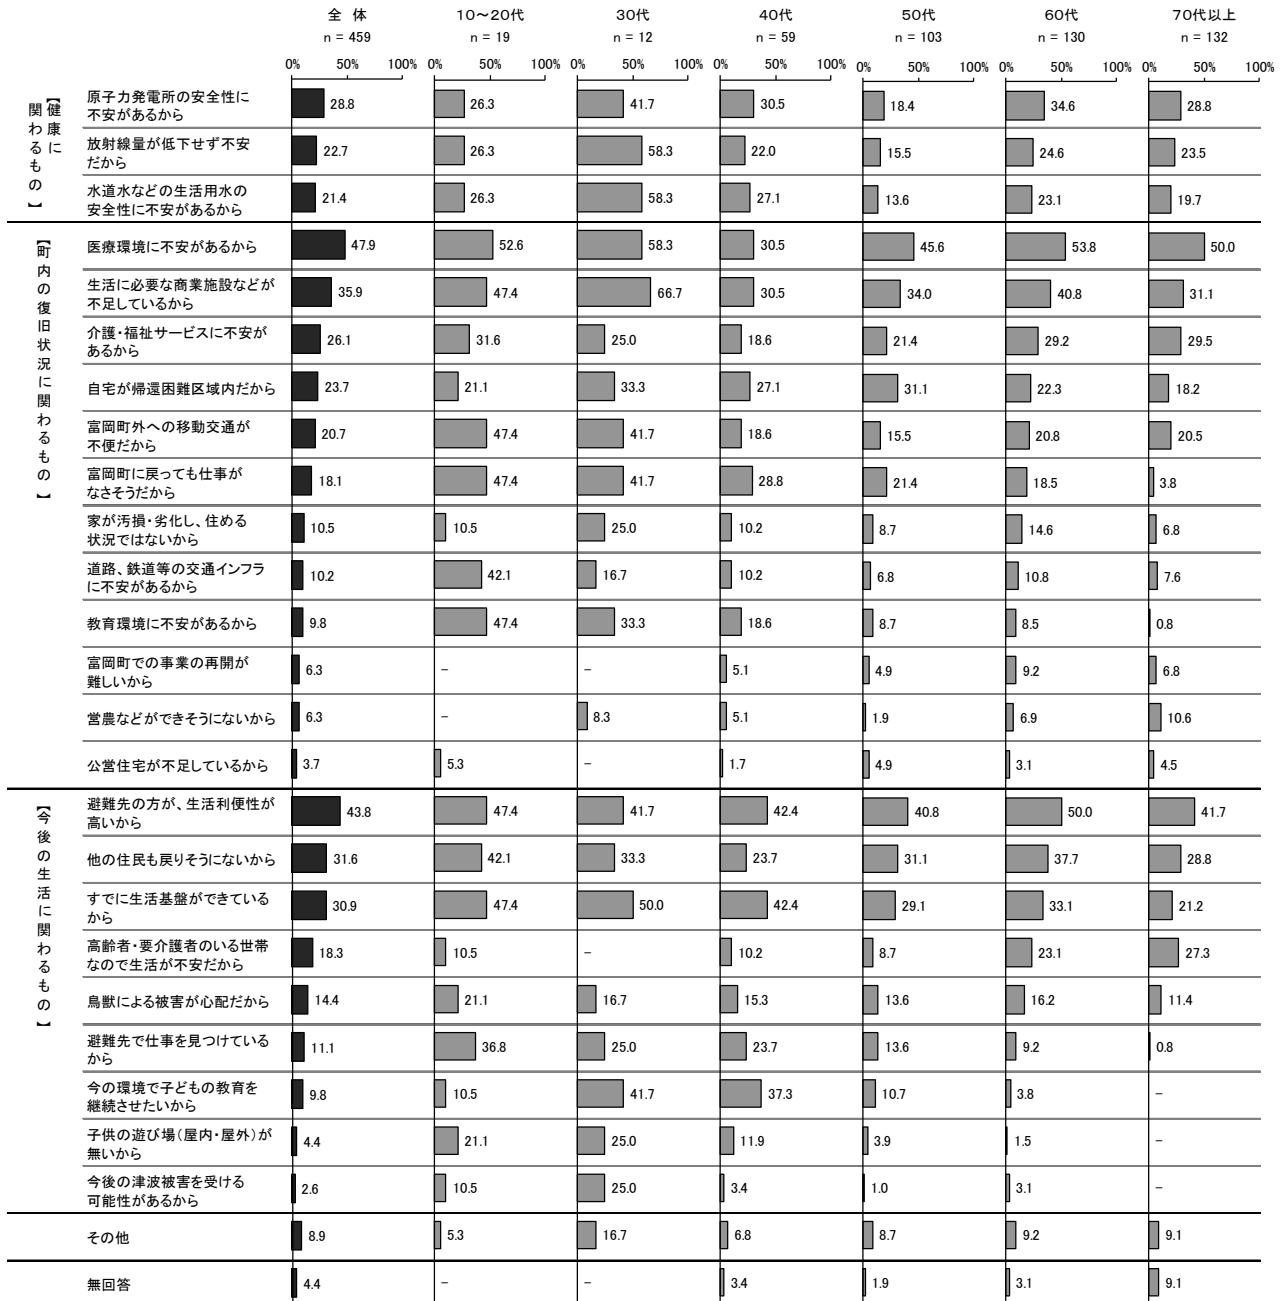 全 体 10～20代 30代 40代 50代 60代 70代以上
n = 459 n = 19 n = 12 n = 59 n = 103 n = 130 n = 132
0% 50% 100% 0% 50% 100% 0% 50% 100% 0% 50% 100% 0% 50% 100% 0% 50% 100% 0% 50% 100%
【健康に
関わるもの】
原子力発電所の安全性に
不安があるから
28.8 26.3 41.7 30.5 18.4 34.6 28.8
放射線量が低下せず不安
だから
22.7 26.3 58.3 22.0 15.5 24.6 23.5
水道水などの生活用水の
安全性に不安があるから
21.4 26.3 58.3 27.1 13.6 23.1 19.7
【町内の復旧状況に関わるもの】
医療環境に不安があるから
47.9 52.6 58.3 30.5 45.6 53.8 50.0
生活に必要な商業施設などが
不足しているから
35.9 47.4 66.7 30.5 34.0 40.8 31.1
介護・福祉サービスに不安が
あるから
26.1 31.6 25.0 18.6 21.4 29.2 29.5
自宅が帰還困難区域内だから
23.7 21.1 33.3 27.1 31.1 22.3 18.2
富岡町外への移動交通が
不便だから
20.7 47.4 41.7 18.6 15.5 20.8 20.5
富岡町に戻っても仕事が
なさそうだから
18.1 47.4 41.7 28.8 21.4 18.5 3.8
家が汚損・劣化し、住める
状況ではないから
10.5 10.5 25.0 10.2 8.7 14.6 6.8
道路、鉄道等の交通インフラ
に不安があるから
10.2 42.1 16.7 10.2 6.8 10.8 7.6
教育環境に不安があるから
9.8 47.4 33.3 18.6 8.7 8.5 0.8
富岡町での事業の再開が
難しいから
6.3 − − 5.1 4.9 9.2 6.8
営農などができそうにないから
6.3 − 8.3 5.1 1.9 6.9 10.6
公営住宅が不足しているから
3.7 5.3 − 1.7 4.9 3.1 4.5
【今後の生活に関わるもの】
避難先の方が、生活利便性が
高いから
43.8 47.4 41.7 42.4 40.8 50.0 41.7
他の住民も戻りそうにないから
31.6 42.1 33.3 23.7 31.1 37.7 28.8
すでに生活基盤ができている
から
30.9 47.4 50.0 42.4 29.1 33.1 21.2
高齢者・要介護者のいる世帯
なので生活が不安だから
18.3 10.5 − 10.2 8.7 23.1 27.3
鳥獣による被害が心配だから
14.4 21.1 16.7 15.3 13.6 16.2 11.4
避難先で仕事を見つけている
から
11.1 36.8 25.0 23.7 13.6 9.2 0.8
今の環境で子どもの教育を
継続させたいから
9.8 10.5 41.7 37.3 10.7 3.8 −
子供の遊び場（屋内・屋外）が
無いから
4.4 21.1 25.0 11.9 3.9 1.5 −
今後の津波被害を受ける
可能性があるから
2.6 10.5 25.0 3.4 1.0 3.1 −
その他
8.9 5.3 16.7 6.8 8.7 9.2 9.1
無回答
4.4 − − 3.4 1.9 3.1 9.1